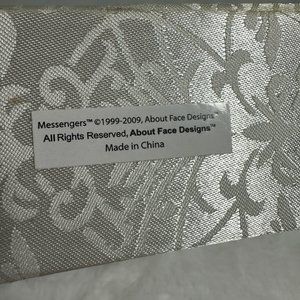 Messengers™ ©1999-2009, About Face Designs™
All Rights Reserved, About Face Designs™
Made in China